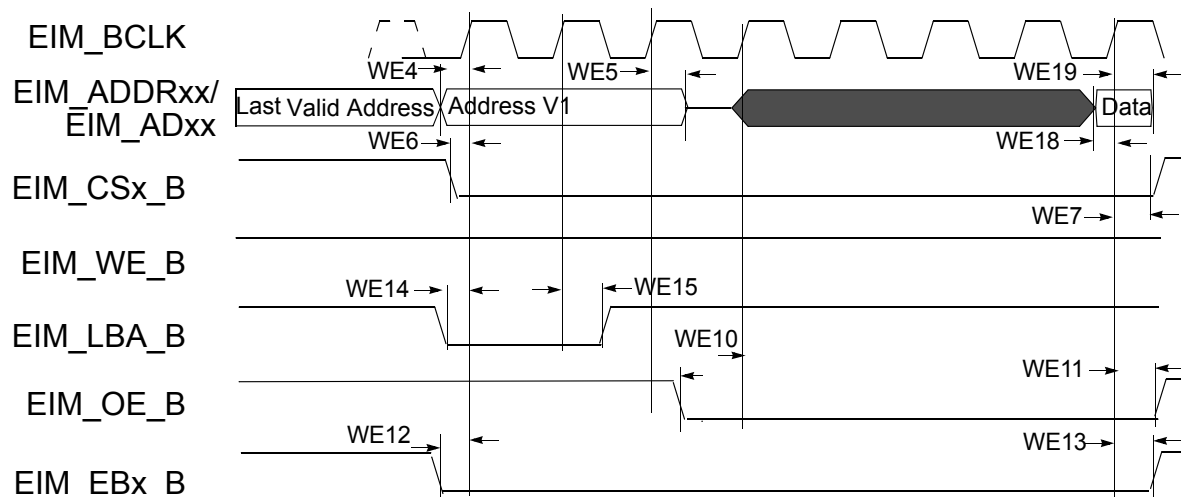 EIM_BCLK
WE4
WE5
WE19
EIM_ADDRxx/
EIM_ADxx
Last Valid Address
Address V1
Data
WE6
WE18
EIM_CSx_B
WE7
EIM_WE_B
WE14
WE15
EIM_LBA_B
WE10
WE11
EIM_OE_B
WE12
WE13
EIM_EBx_B